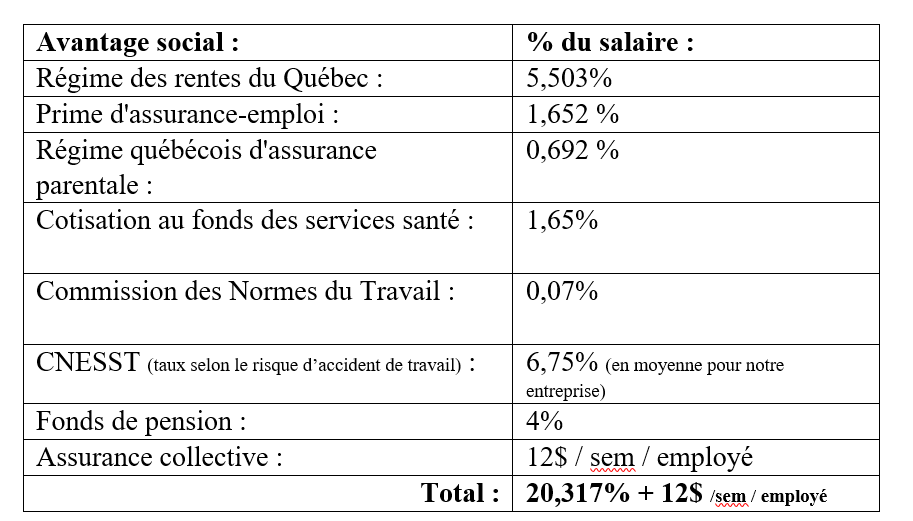 Avantage social : % du salaire :
Régime des rentes du Québec : 5,503%
Prime d'assurance-emploi : 1,652 %
Régime québécois d'assurance 0,692 %
parentale :
Cotisation au fonds des services santé : 1,65%
Commission des Normes du Travail : 0,07%
CNESST (taux selon le risque d’accident de travail) : 6,75% (en moyenne pour notre
entreprise)
Fonds de pension : 4%
Assurance collective : 12$ / sem / employé
Total : 20,317% + 12$ /sem / employé